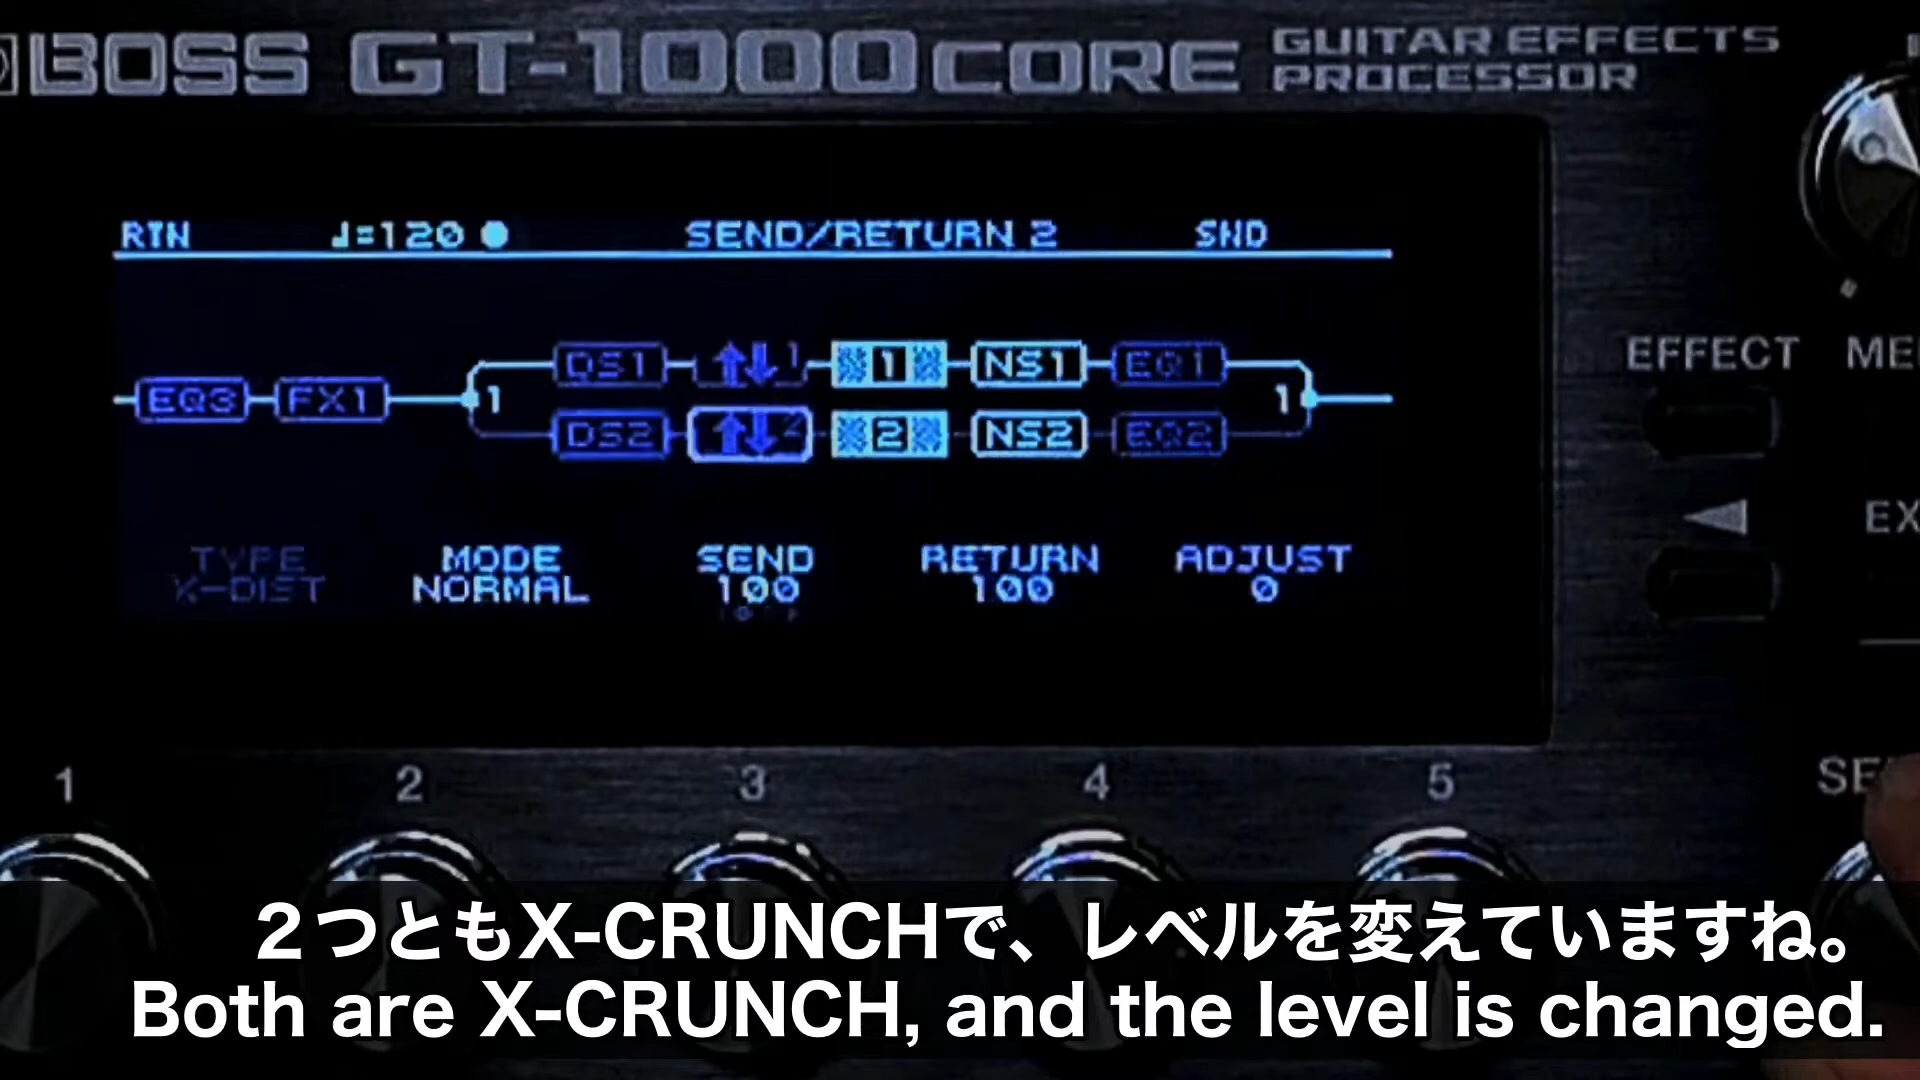 BOSS GT-1000CORE GUITAR EFFECTS
PROCESSOR
RTN ♩=120 SEND/RETURN 2 SND
DS1 1 1 NS1 EQ1
EQ3 FX1 1 1
DS2 2 2 NS2 EQ2
TYPE MODE SEND RETURN ADJUST
X-DIST NORMAL 100 100 0
EFFECT
1 2 3 4 5
２つともX-CRUNCHで、レベルを変えていますね。
Both are X-CRUNCH, and the level is changed.